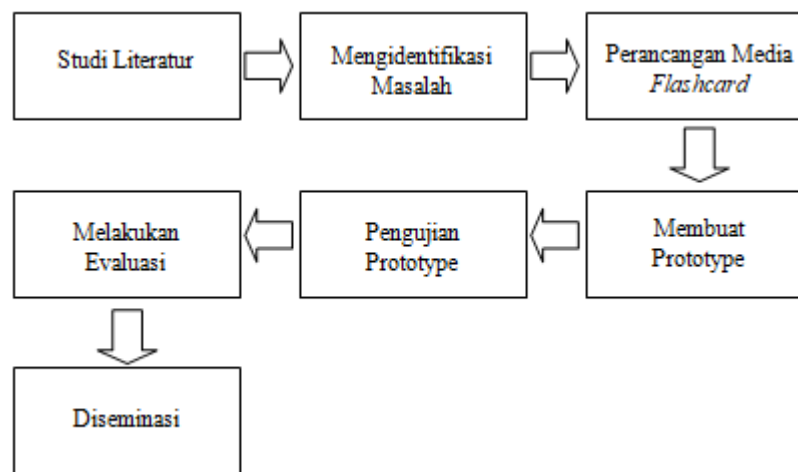 Studi Literatur
Mengidentifikasi
Masalah
Perancangan Media
Flashcard
Membuat
Prototype
Pengujian
Prototype
Melakukan
Evaluasi
Diseminasi